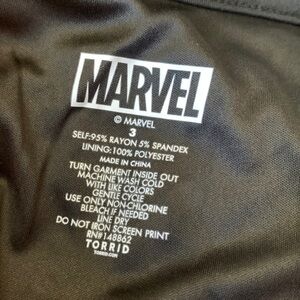 MARVEL
© MARVEL
3
SELF:95% RAYON 5% SPANDEX
LINING:100% POLYESTER
MADE IN CHINA
TURN GARMENT INSIDE OUT
MACHINE WASH COLD
WITH LIKE COLORS
GENTLE CYCLE
USE ONLY NON-CHLORINE
BLEACH IF NEEDED
LINE DRY
DO NOT IRON SCREEN PRINT
RN#148862
TORRID
TORRID.COM